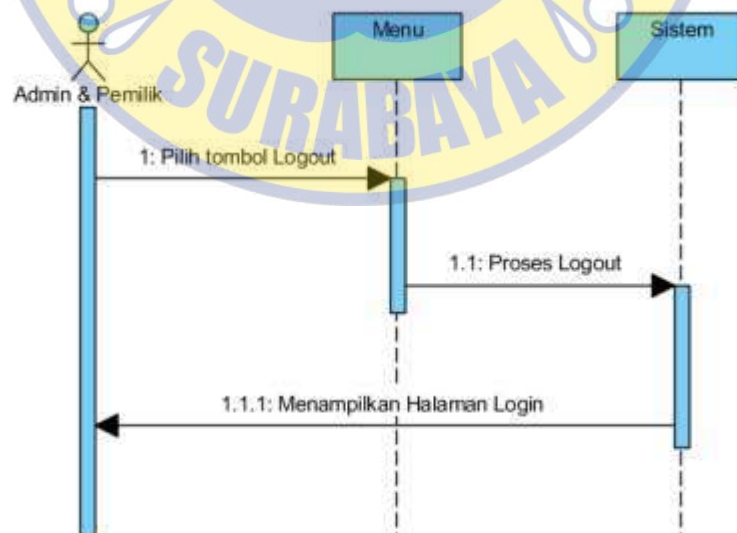 Menu
Sistem
Admin & Pemilik
SURABAYA
1: Pilih tombol Logout
1.1: Proses Logout
1.1.1: Menampilkan Halaman Login